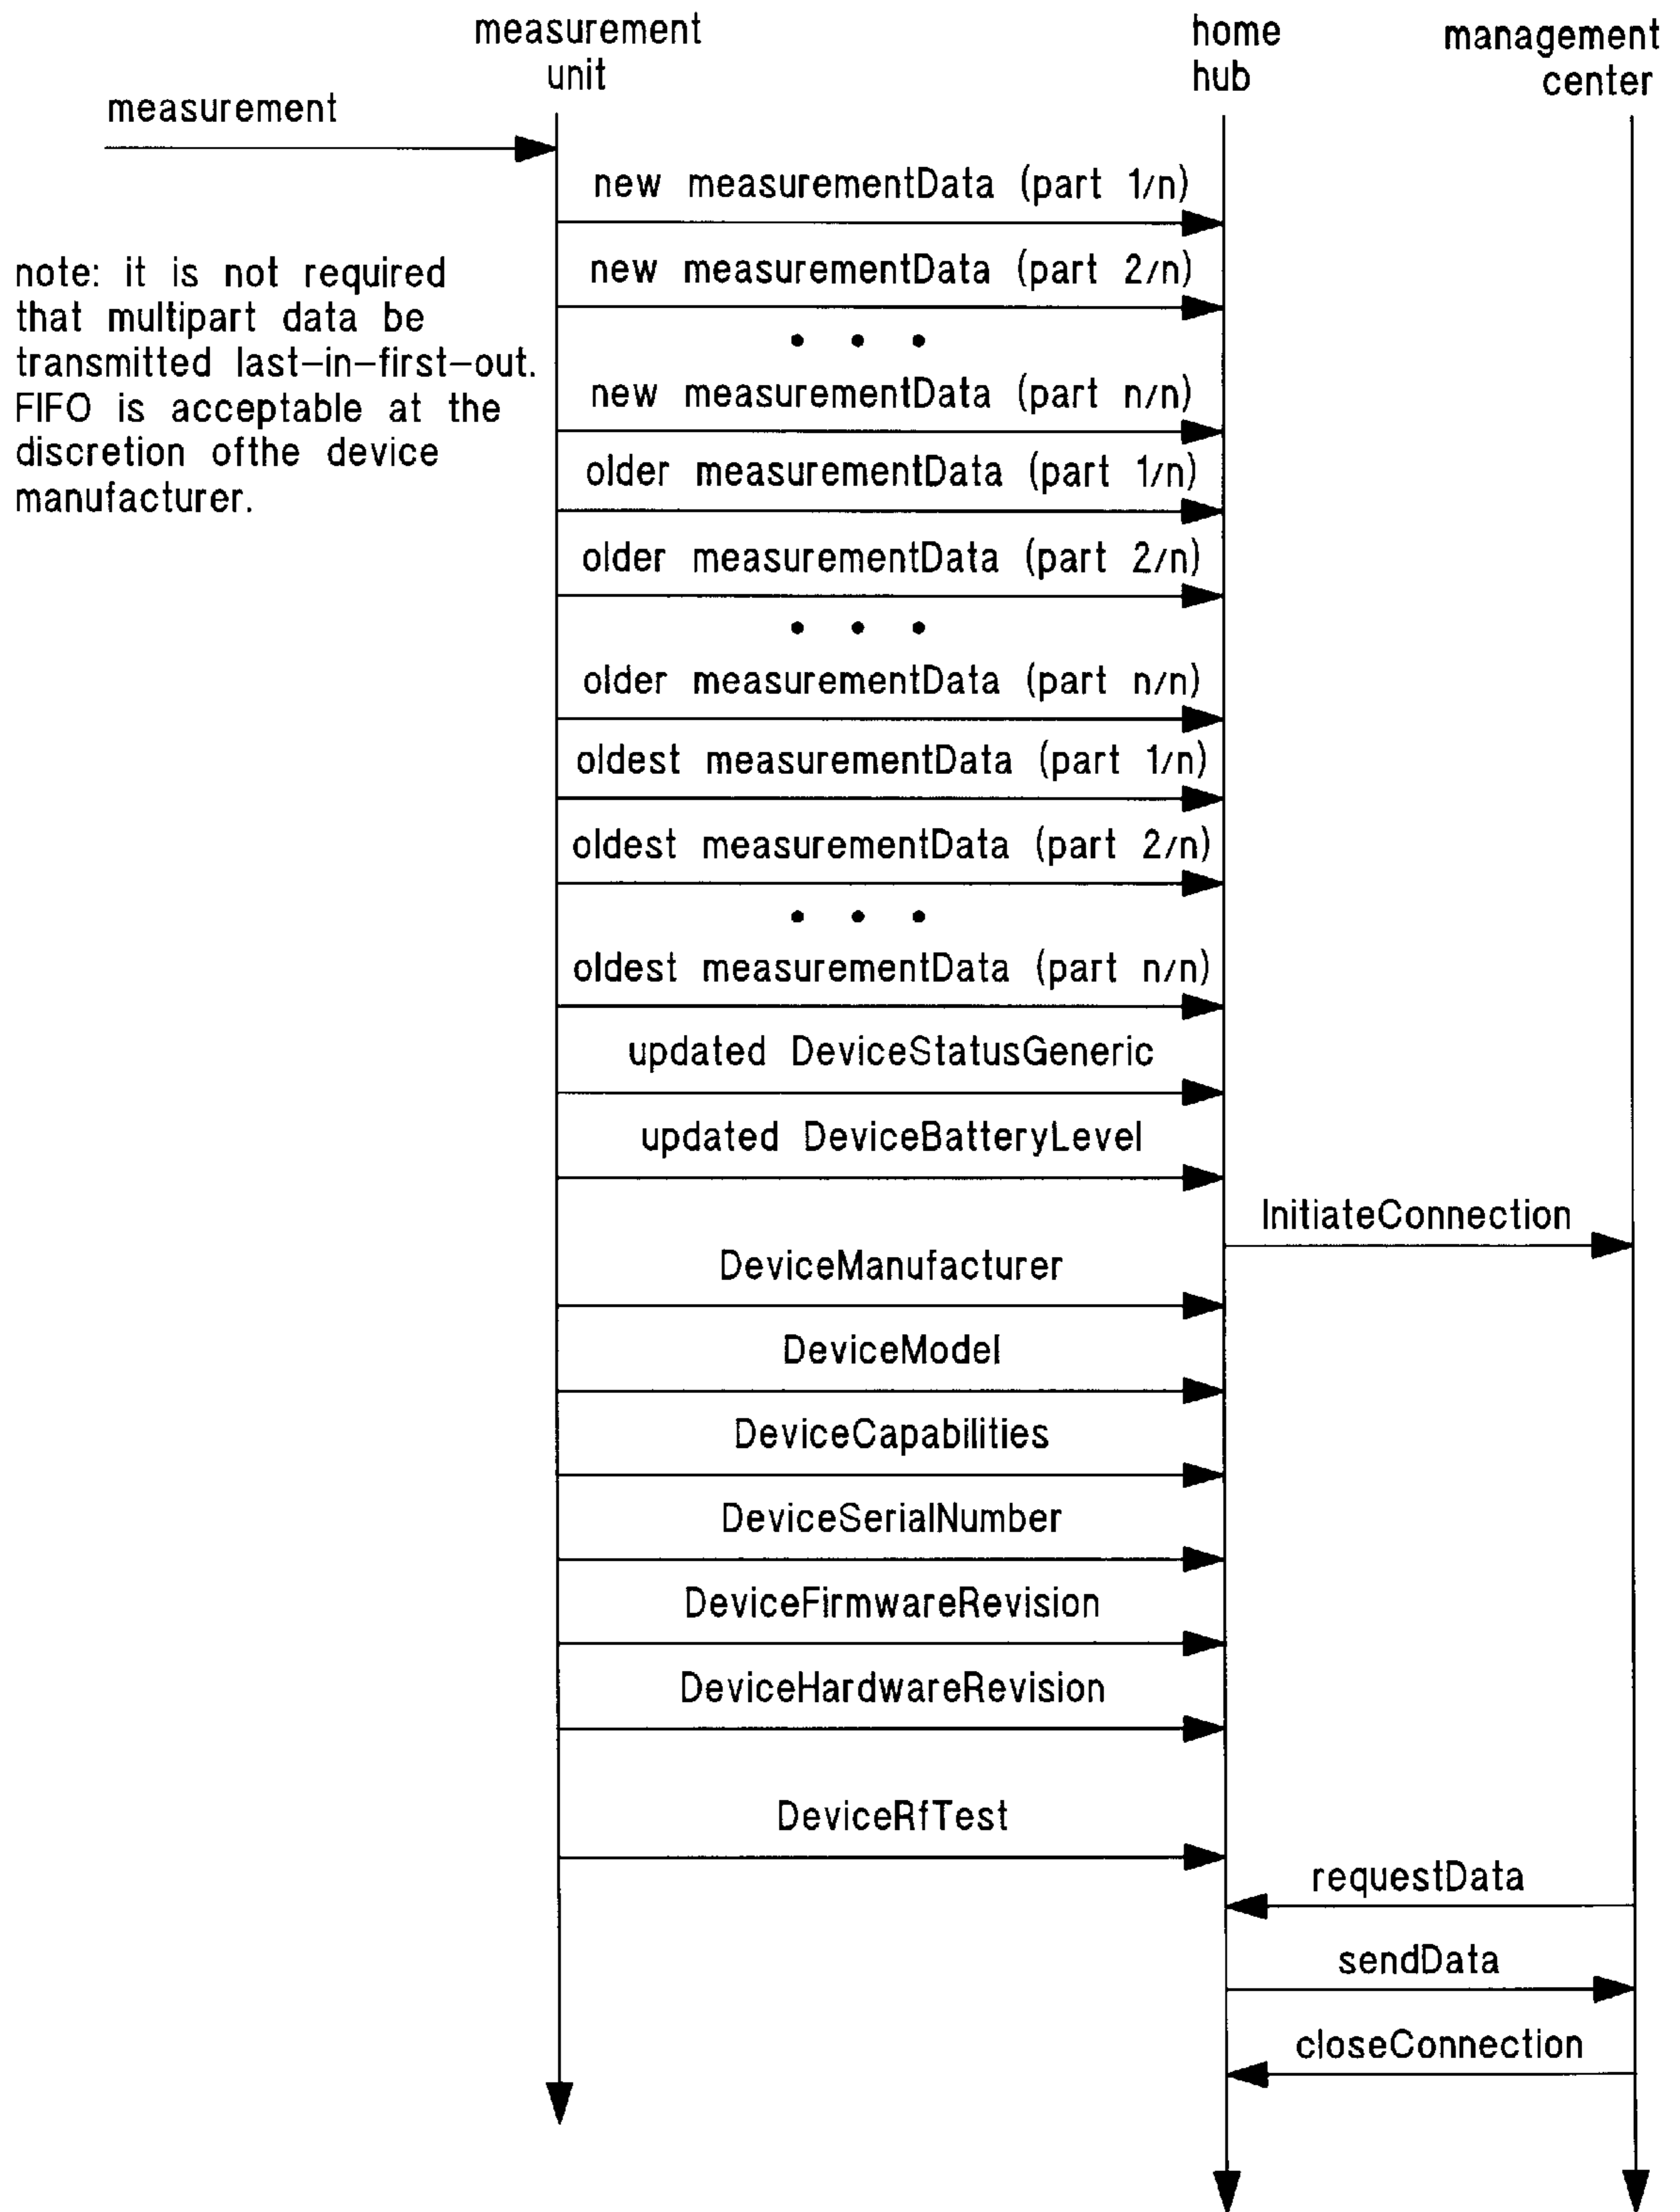 measurement
unit
home
hub
management
center
measurement
new measurementData (part 1/n)
note: it is not required
that multipart data be
transmitted last-in-first-out.
FIFO is acceptable at the
discretion ofthe device
manufacturer.
new measurementData (part 2/n)
• • •
new measurementData (part n/n)
older measurementData (part 1/n)
older measurementData (part 2/n)
• • •
older measurementData (part n/n)
oldest measurementData (part 1/n)
oldest measurementData (part 2/n)
• • •
oldest measurementData (part n/n)
updated DeviceStatusGeneric
updated DeviceBatteryLevel
InitiateConnection
DeviceManufacturer
DeviceModel
DeviceCapabilities
DeviceSerialNumber
DeviceFirmwareRevision
DeviceHardwareRevision
DeviceRfTest
requestData
sendData
closeConnection